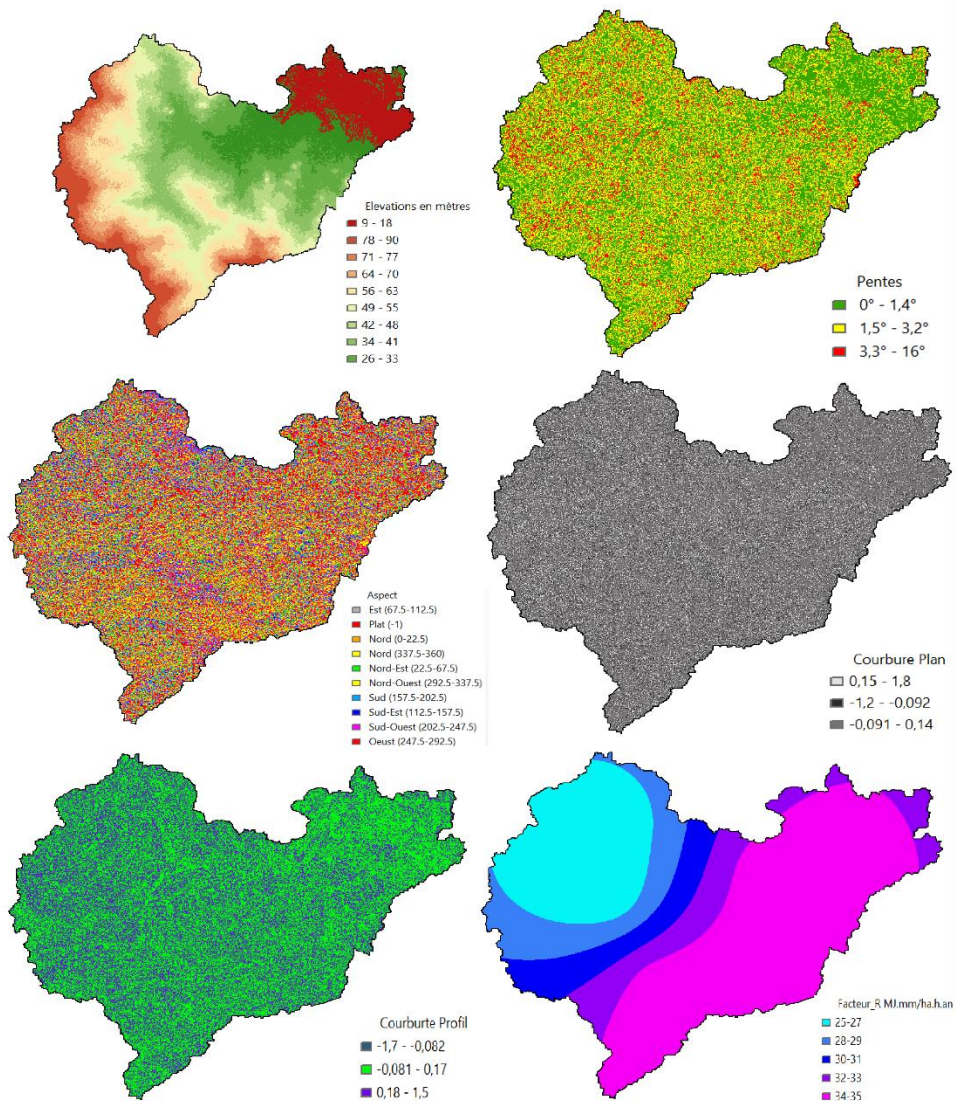 Elevations en mètres
9 - 18
78 - 90
71 - 77
64 - 70
56 - 63
49 - 55
42 - 48
34 - 41
26 - 33
Pentes
0° - 1,4°
1,5° - 3,2°
3,3° - 16°
Aspect
Est (67.5-112.5)
Plat (-1)
Nord (0-22.5)
Nord (337.5-360)
Nord-Est (22.5-67.5)
Nord-Ouest (292.5-337.5)
Sud (157.5-202.5)
Sud-Est (112.5-157.5)
Sud-Ouest (202.5-247.5)
Oeust (247.5-292.5)
Courbure Plan
0,15 - 1,8
-1,2 - -0,092
-0,091 - 0,14
Courburte Profil
-1,7 - -0,082
-0,081 - 0,17
0,18 - 1,5
Facteur_R MJ.mm/ha.h.an
25-27
28-29
30-31
32-33
34-35